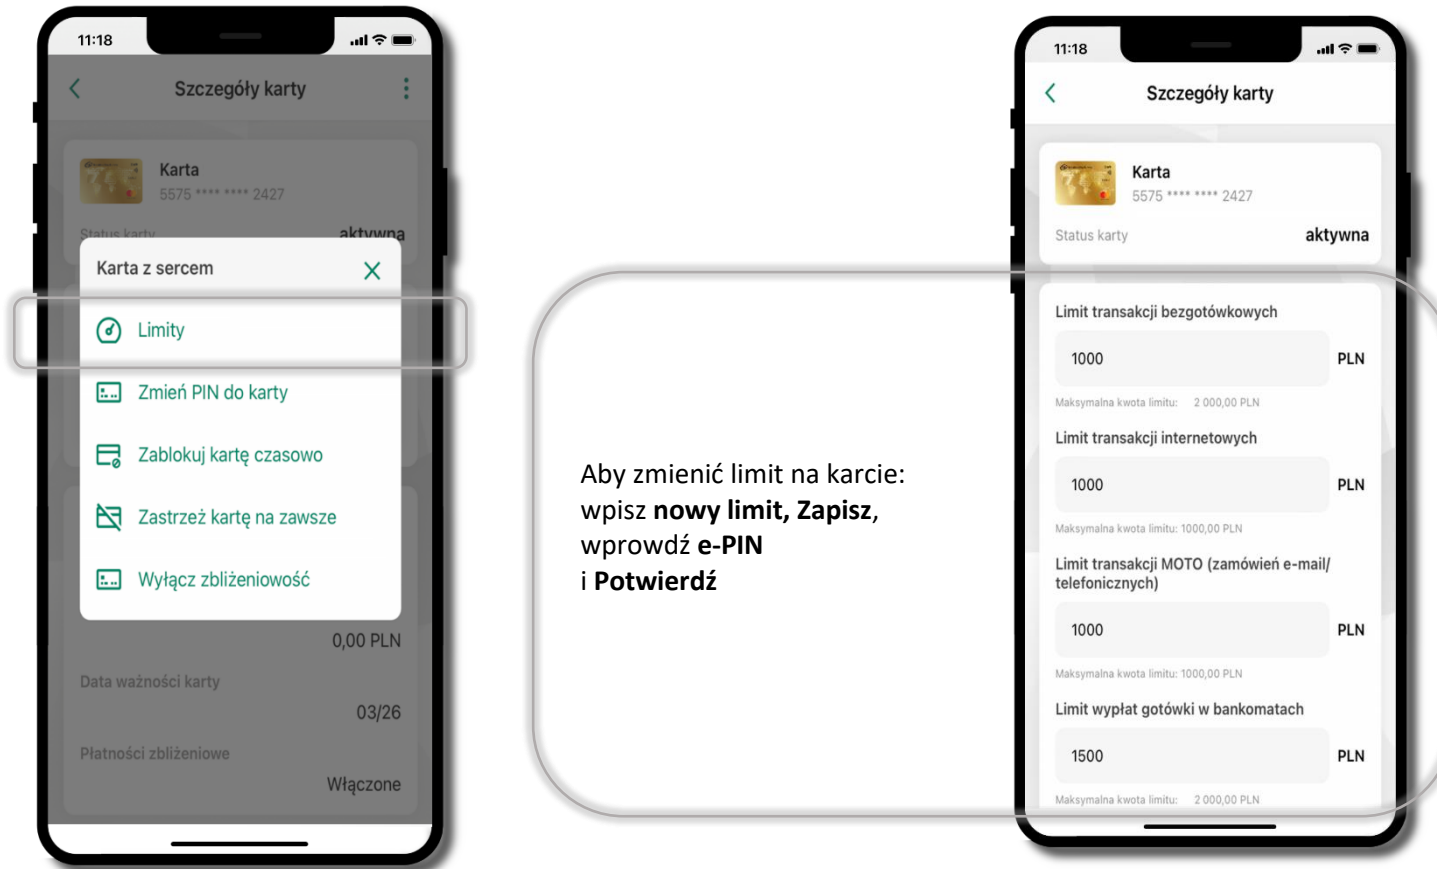 11:18
Szczegóły karty
Karta
5575 **** **** 2427
Status karty
aktywna
Karta z sercem
Limity
Zmień PIN do karty
Zablokuj kartę czasowo
Zastrzeż kartę na zawsze
Wyłącz zbliżeniowość
0,00 PLN
Data ważności karty
03/26
Płatności zbliżeniowe
Włączone
Aby zmienić limit na karcie:
wpisz nowy limit, Zapisz,
wprowdź e-PIN
i Potwierdź
11:18
Szczegóły karty
Karta
5575 **** **** 2427
Status karty
aktywna
Limit transakcji bezgotówkowych
1000 PLN
Maksymalna kwota limitu: 2 000,00 PLN
Limit transakcji internetowych
1000 PLN
Maksymalna kwota limitu: 1000,00 PLN
Limit transakcji MOTO (zamówień e-mail/
telefonicznych)
1000 PLN
Maksymalna kwota limitu: 1000,00 PLN
Limit wypłat gotówki w bankomatach
1500 PLN
Maksymalna kwota limitu: 2 000,00 PLN